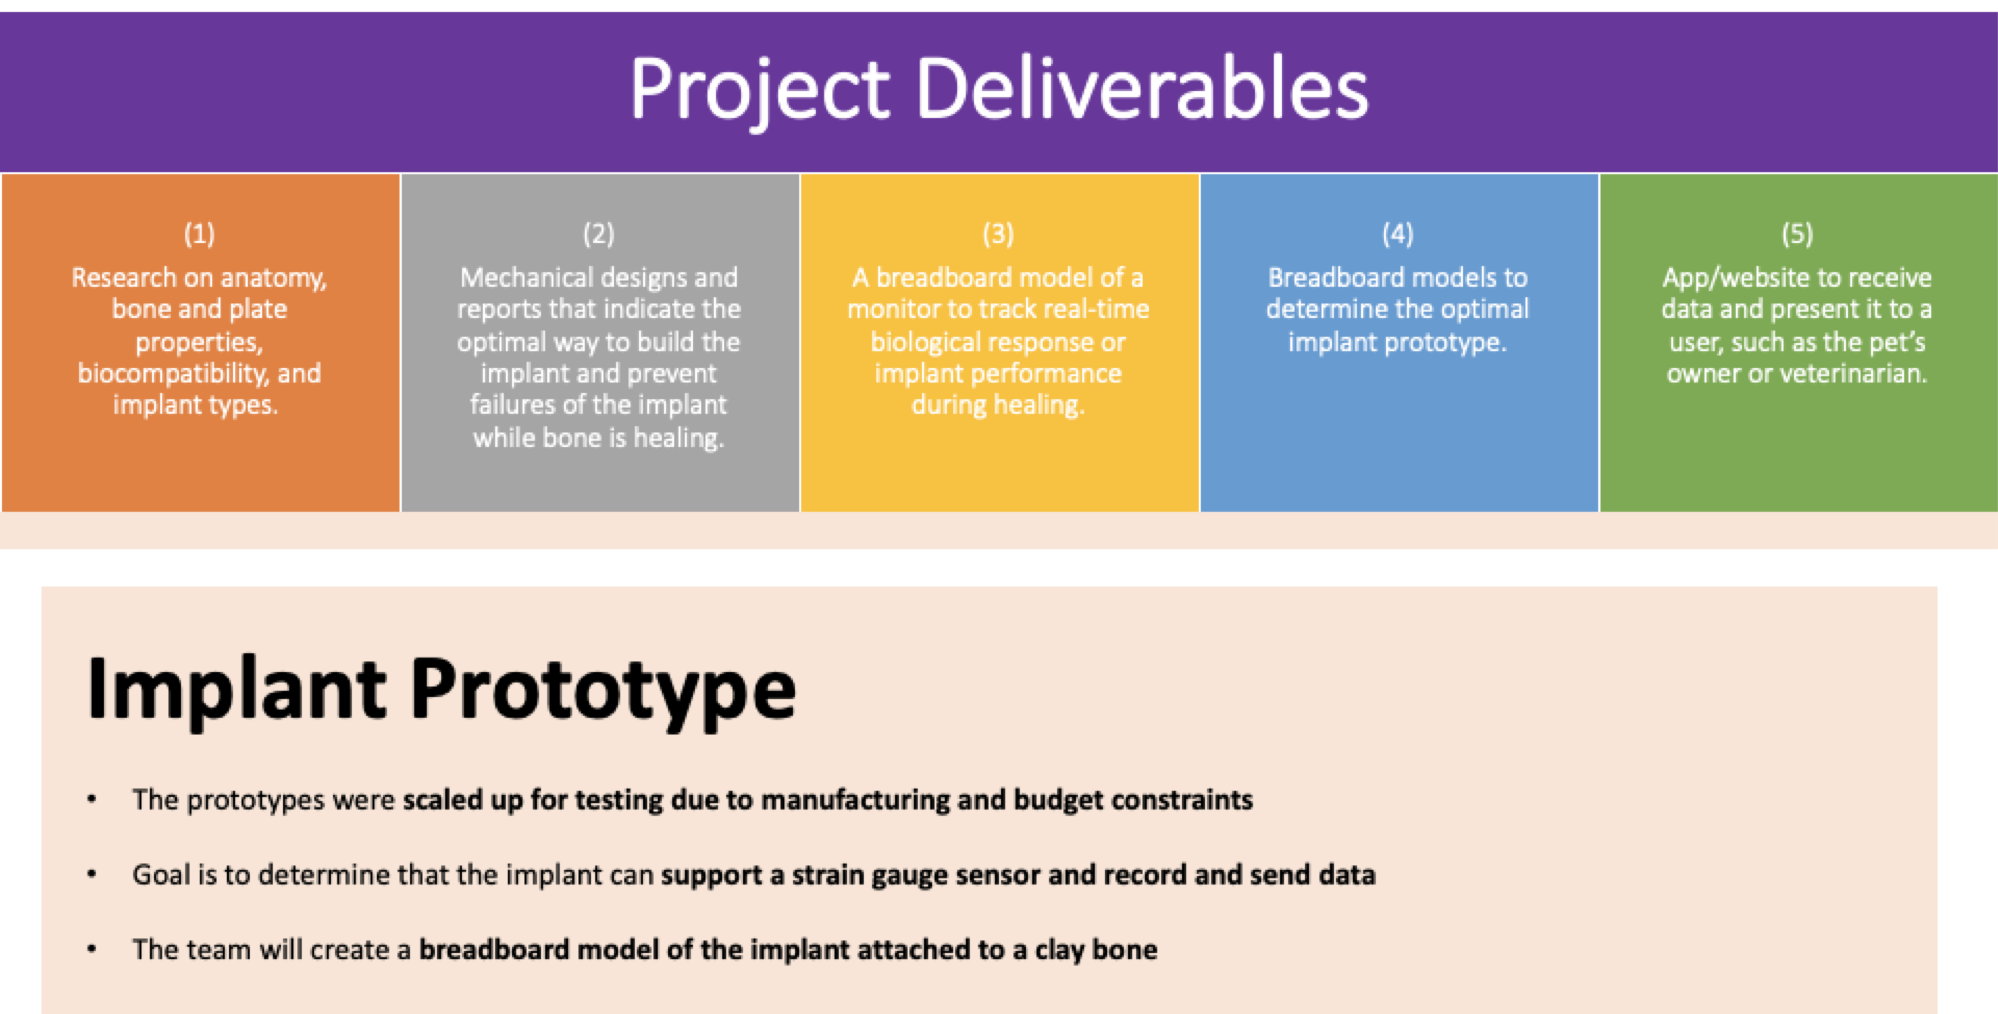 Project Deliverables
(1)
Research on anatomy,
bone and plate
properties,
biocompatibility, and
implant types.
(2)
Mechanical designs and
reports that indicate the
optimal way to build the
implant and prevent
failures of the implant
while bone is healing.
(3)
A breadboard model of a
monitor to track real-time
biological response or
implant performance
during healing.
(4)
Breadboard models to
determine the optimal
implant prototype.
(5)
App/website to receive
data and present it to a
user, such as the pet’s
owner or veterinarian.
Implant Prototype
• The prototypes were scaled up for testing due to manufacturing and budget constraints
• Goal is to determine that the implant can support a strain gauge sensor and record and send data
• The team will create a breadboard model of the implant attached to a clay bone